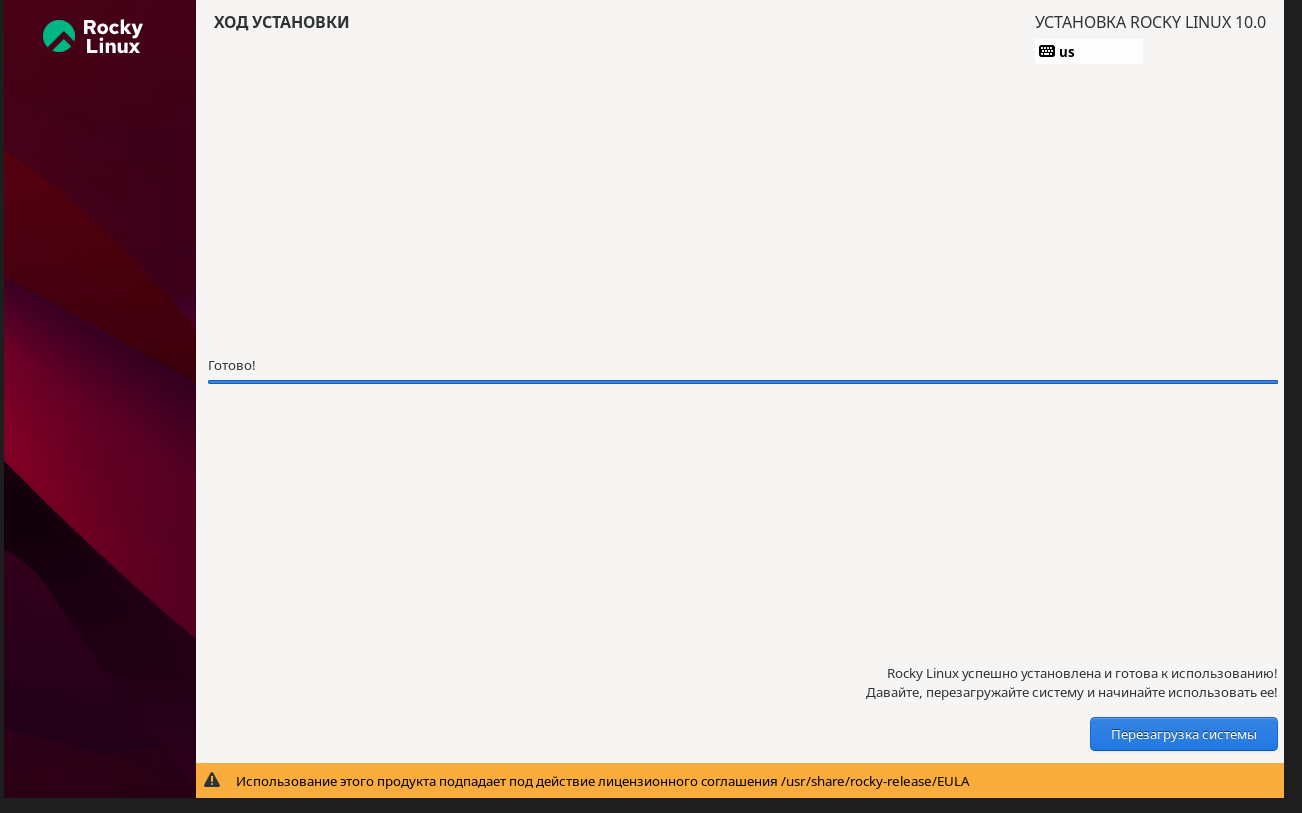 Rocky
Linux
ХОД УСТАНОВКИ
УСТАНОВКА ROCKY LINUX 10.0
us
Готово!
Rocky Linux успешно установлена и готова к использованию!
Давайте, перезагружайте систему и начинайте использовать ее!
Перезагрузка системы
Использование этого продукта подпадает под действие лицензионного соглашения /usr/share/rocky-release/EULA